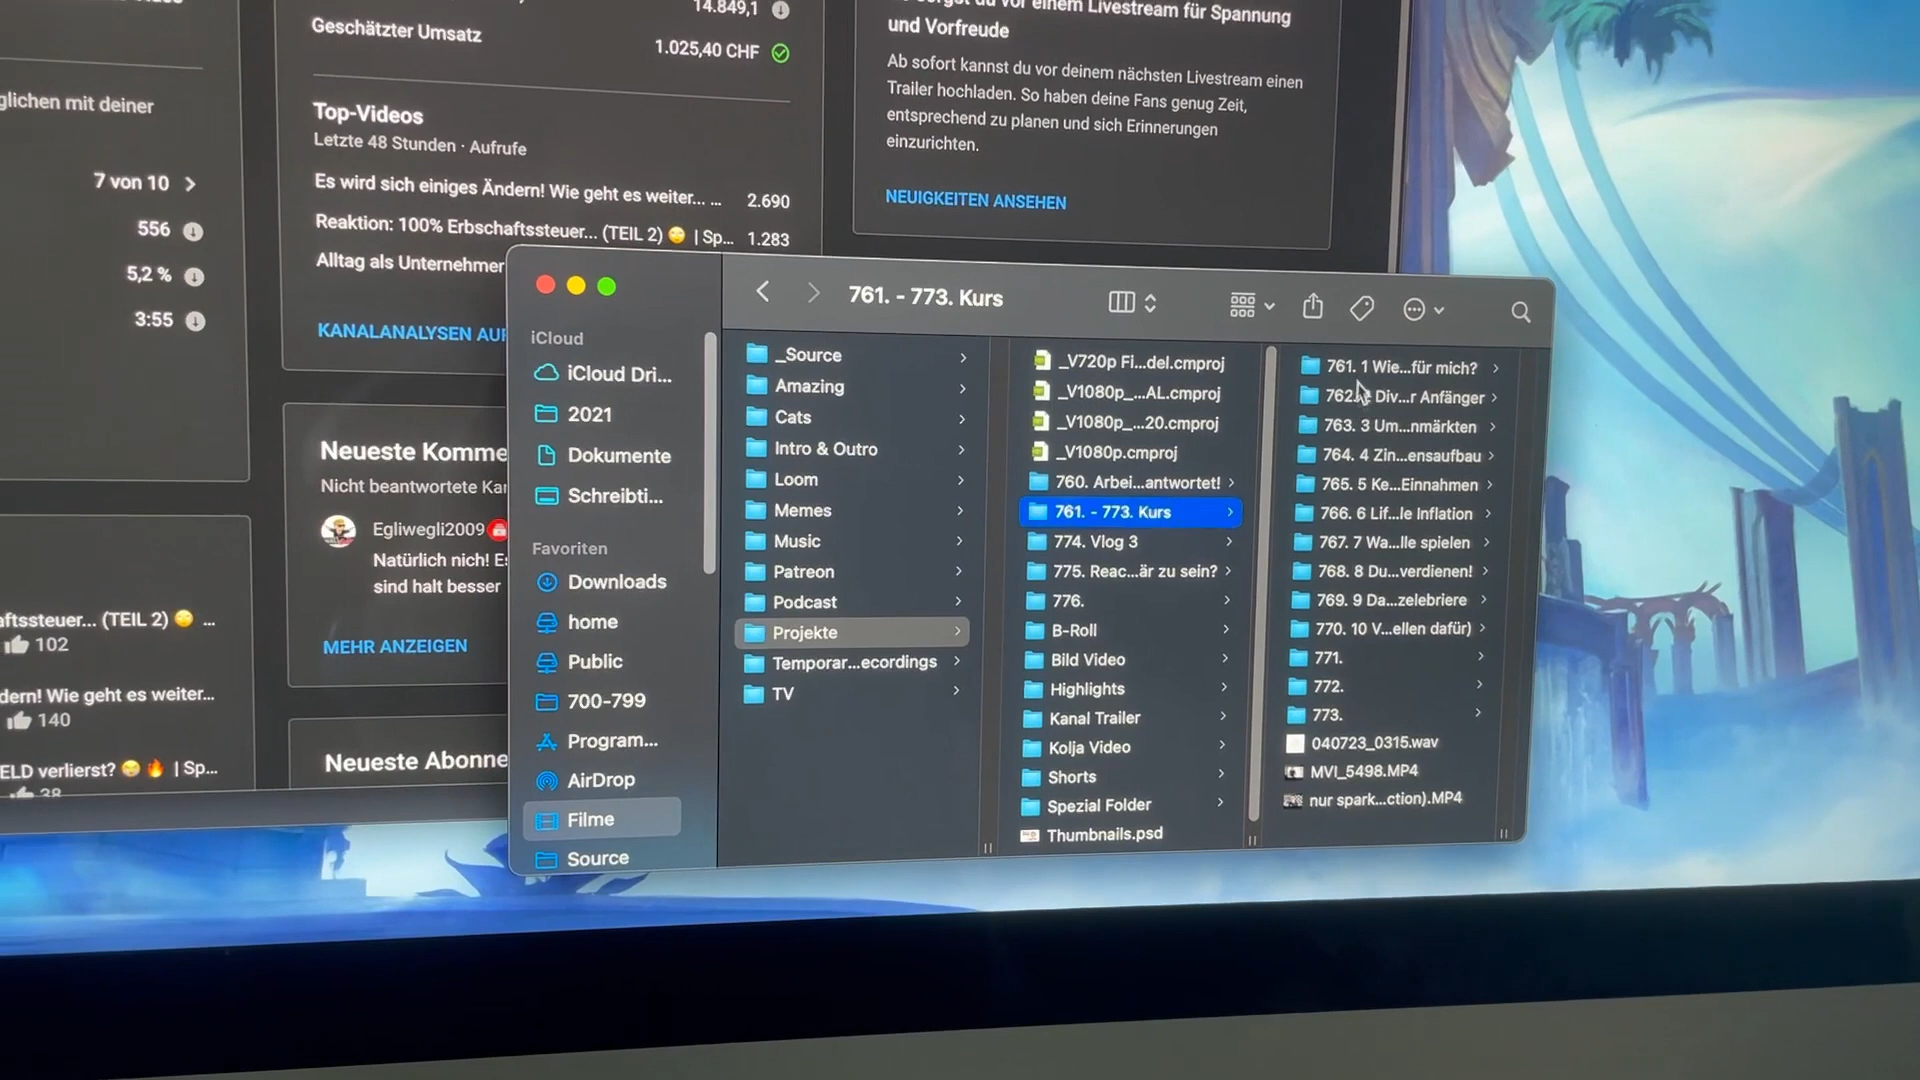 14.849,1
Geschätzter Umsatz
1.025,40 CHF
glichen mit deiner
7 von 10
556
5,2 %
3:55
Top-Videos
Letzte 48 Stunden · Aufrufe
Es wird sich einiges Ändern! Wie geht es weiter... ...
2.690
Reaktion: 100% Erbschaftssteuer... (TEIL 2) 🙄 | Sp...
1.283
Alltag als Unternehmer
KANALANALYSEN AUF
vor einem Livestream für Spannung
und Vorfreude
Ab sofort kannst du vor deinem nächsten Livestream einen
Trailer hochladen. So haben deine Fans genug Zeit,
entsprechend zu planen und sich Erinnerungen
einzurichten.
NEUIGKEITEN ANSEHEN
Neueste Komme
Nicht beantwortete
Egliwegli2009
Natürlich nich!
sind halt besser
MEHR ANZEIGEN
Neueste Abonne
aftssteuer... (TEIL 2) 🙄 ...
102
dern! Wie geht es weiter...
140
ELD verlierst? 🤔🔥 | Sp...
38
761. - 773. Kurs
iCloud
iCloud Dri...
2021
Dokumente
Schreibti...
Favoriten
Downloads
home
Public
700-799
Program...
AirDrop
Filme
Source
_Source
Amazing
Cats
Intro & Outro
Loom
Memes
Music
Patreon
Podcast
Projekte
Temporar...ecordings
TV
_V720p Fi...del.cmproj
_V1080p_...AL.cmproj
_V1080p_...20.cmproj
_V1080p.cmproj
760. Arbei...antwortet!
761. - 773. Kurs
774. Vlog 3
775. Reac...är zu sein?
776.
B-Roll
Bild Video
Highlights
Kanal Trailer
Kolja Video
Shorts
Spezial Folder
Thumbnails.psd
761. 1 Wie...für mich?
762. Div...r Anfänger
763. 3 Um...nmärkten
764. 4 Zin...ensaufbau
765. 5 Ke...Einnahmen
766. 6 Lif...le Inflation
767. 7 Wa...lle spielen
768. 8 Du...verdienen!
769. 9 Da...zelebriere
770. 10 V...ellen dafür)
771.
772.
773.
040723_0315.wav
MVI_5498.MP4
nur spark...ction).MP4